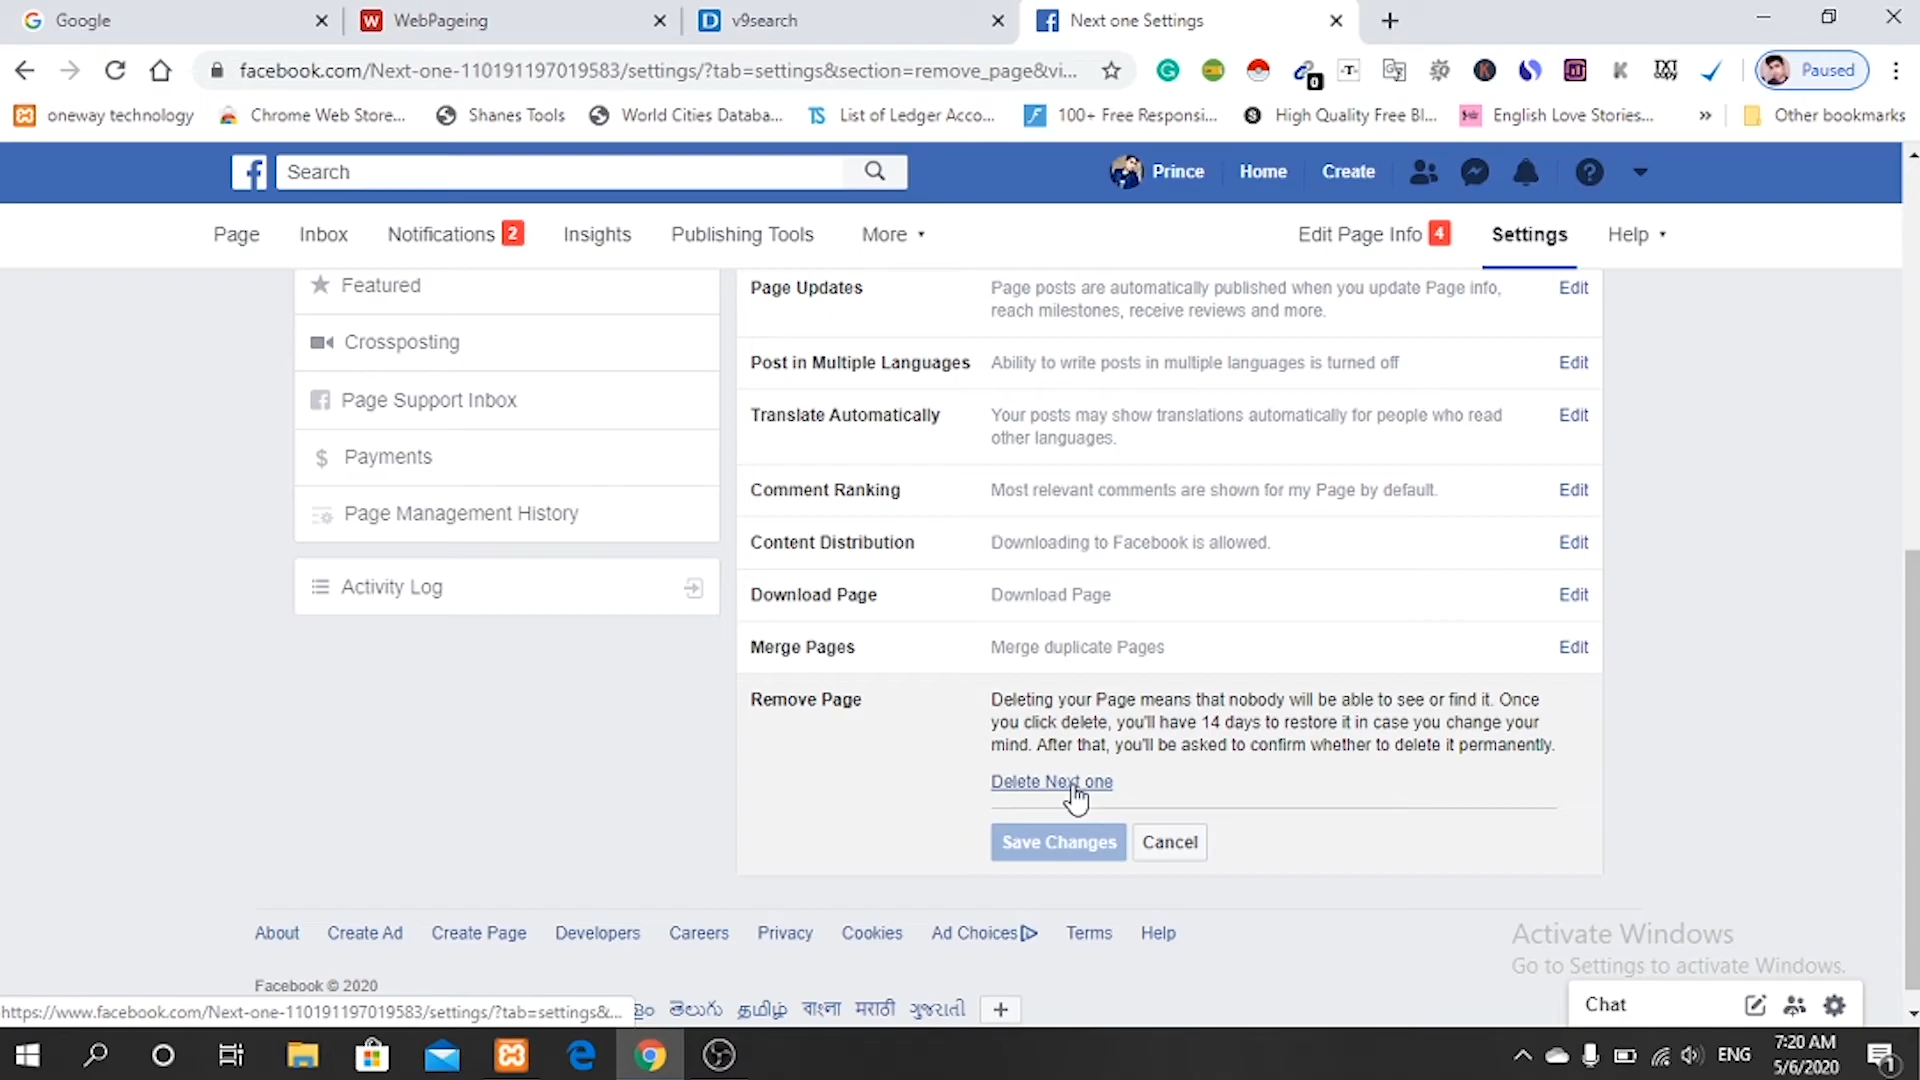 Google
WebPageing
v9search
Next one Settings
facebook.com/Next-one-110191197019583/settings/?tab=settings&section=remove_page&vi...
Paused
oneway technology
Chrome Web Store...
Shanes Tools
World Cities Databa...
List of Ledger Acco...
100+ Free Responsi...
High Quality Free Bl...
English Love Stories...
»
Other bookmarks
Search
Prince
Home
Create
Page
Inbox
Notifications 2
Insights
Publishing Tools
More
Edit Page Info 4
Settings
Help
Featured
Crossposting
Page Support Inbox
Payments
Page Management History
Activity Log
Page Updates
Page posts are automatically published when you update Page info,
reach milestones, receive reviews and more.
Edit
Post in Multiple Languages
Ability to write posts in multiple languages is turned off
Edit
Translate Automatically
Your posts may show translations automatically for people who read
other languages.
Edit
Comment Ranking
Most relevant comments are shown for my Page by default.
Edit
Content Distribution
Downloading to Facebook is allowed.
Edit
Download Page
Download Page
Edit
Merge Pages
Merge duplicate Pages
Edit
Remove Page
Deleting your Page means that nobody will be able to see or find it. Once
you click delete, you'll have 14 days to restore it in case you change your
mind. After that, you'll be asked to confirm whether to delete it permanently.
Delete Next one
Save Changes
Cancel
About
Create Ad
Create Page
Developers
Careers
Privacy
Cookies
Ad Choices
Terms
Help
Facebook © 2020
Activate Windows
Go to Settings to activate Windows.
Chat
https://www.facebook.com/Next-one-110191197019583/settings/?tab=settings&...
తెలుగు
தமிழ்
বাংলা
मराठी
ગુજરાતી
ENG
7:20 AM
5/6/2020
1